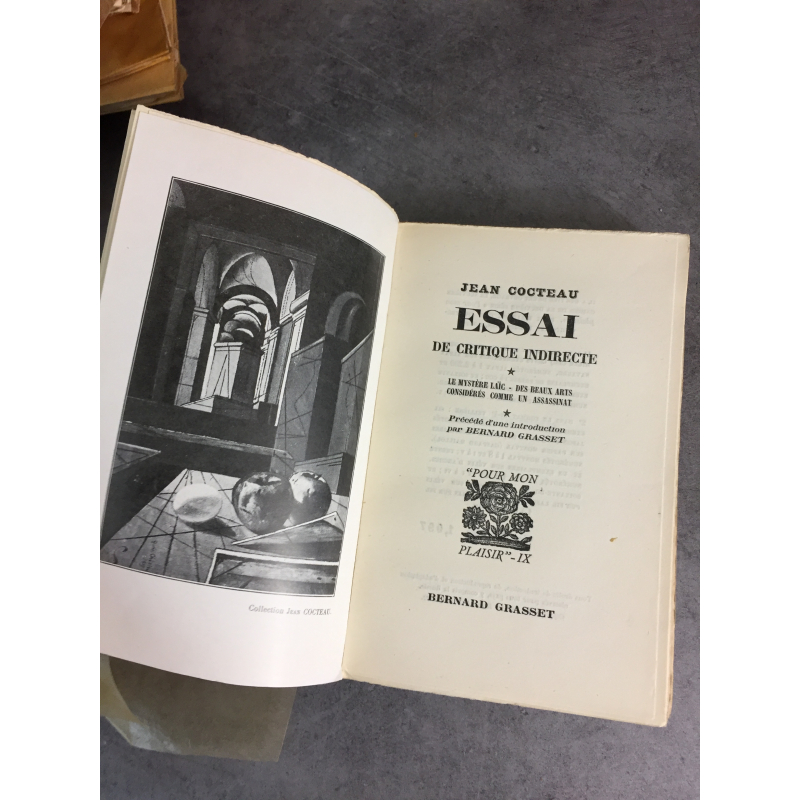 Collection Jean COCTEAU.
JEAN COCTEAU
ESSAI
DE CRITIQUE INDIRECTE
★
LE MYSTÈRE LAÏC - DES BEAUX ARTS
CONSIDÉRÉS COMME UN ASSASSINAT
★
Précédé d'une introduction
par BERNARD GRASSET
"POUR MON
PLAISIR" - IX
BERNARD GRASSET